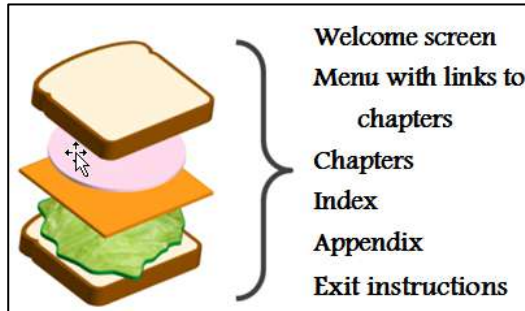 Welcome screen
Menu with links to
chapters
Chapters
Index
Appendix
Exit instructions